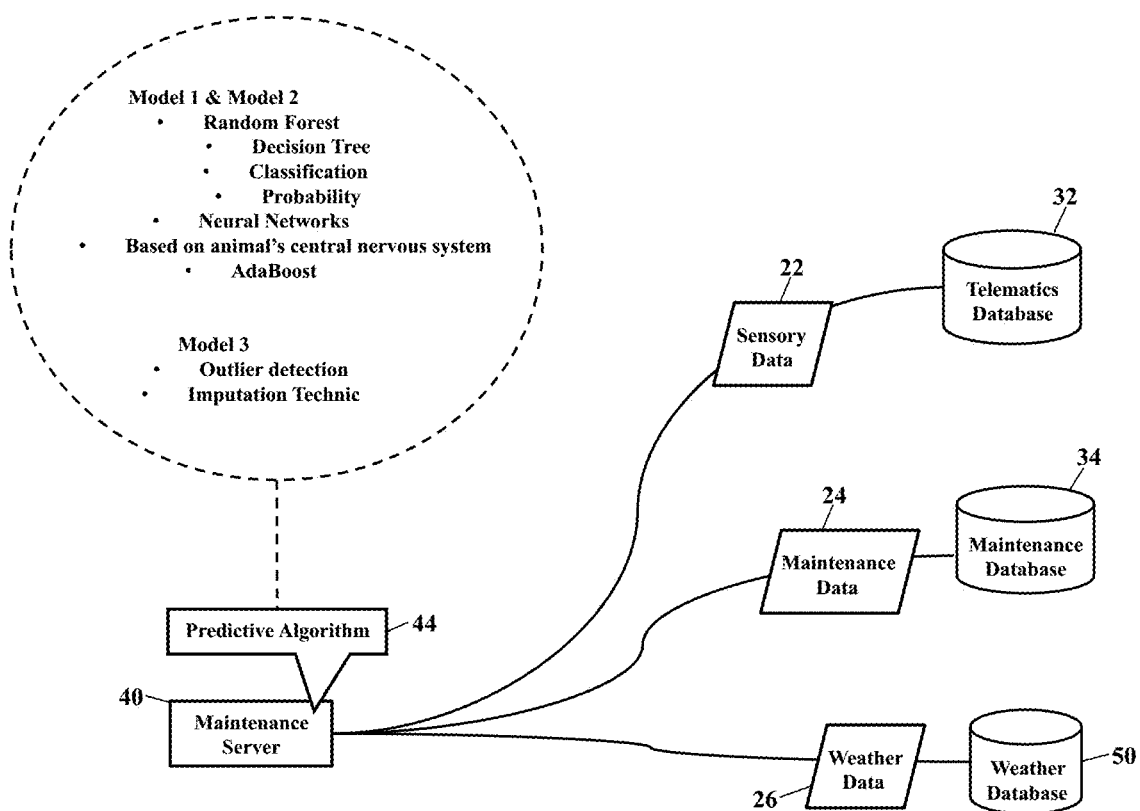 Model 1 & Model 2
• Random Forest
• Decision Tree
• Classification
• Probability
• Neural Networks
• Based on animal's central nervous system
• AdaBoost
Model 3
• Outlier detection
• Imputation Technic
32
Telematics
Database
22
Sensory
Data
34
Maintenance
Database
24
Maintenance
Data
Predictive Algorithm
44
40
Maintenance
Server
Weather
Data
26
Weather
Database
50